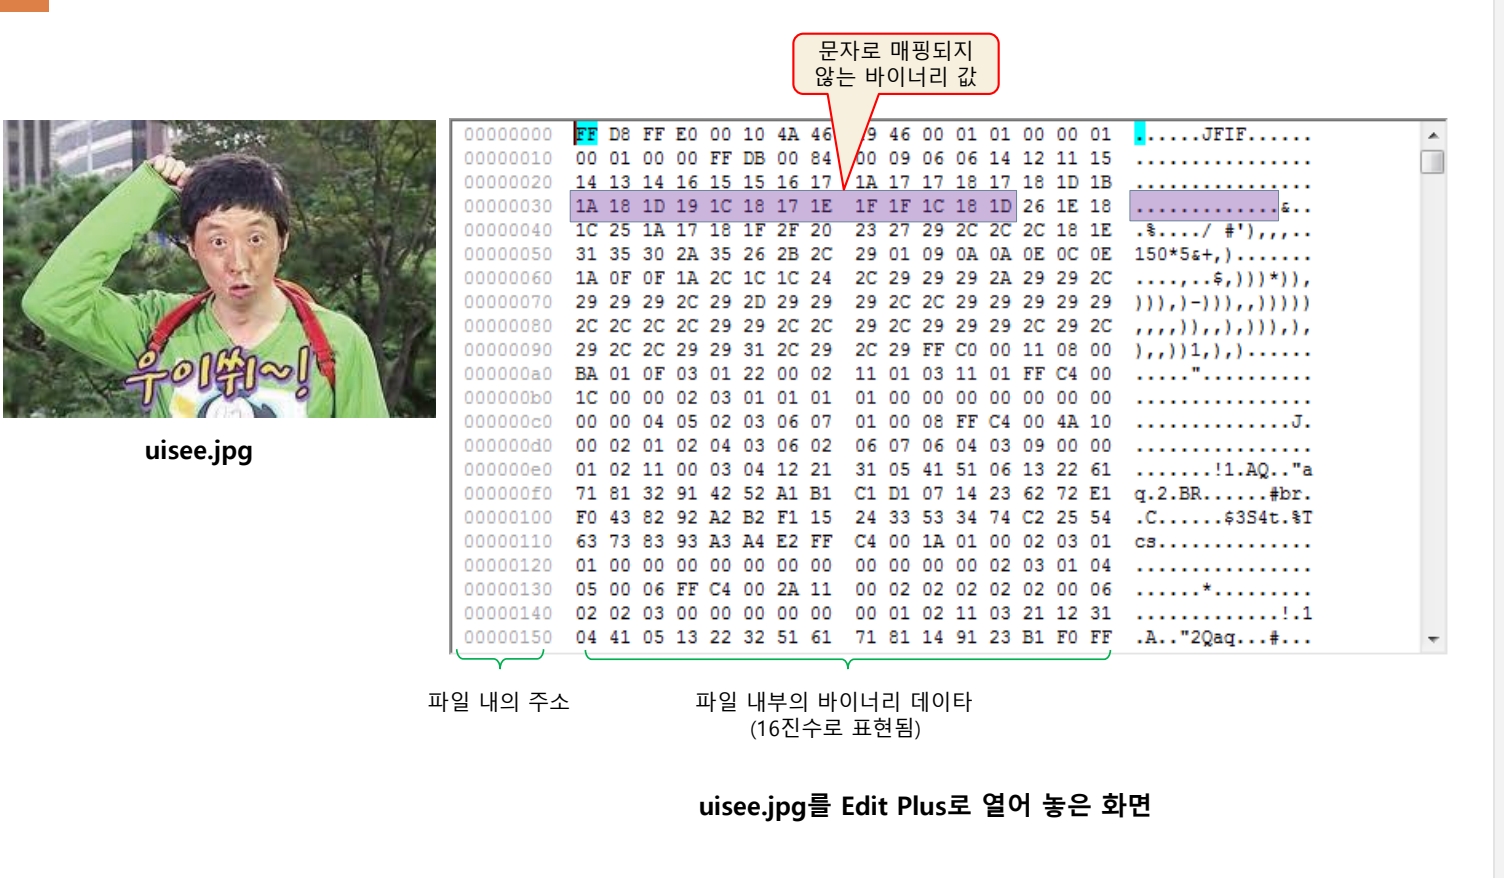 문자로 매핑되지
않는 바이너리 값
00000000 FF D8 FF E0 00 10 4A 46 49 46 00 01 01 00 00 01 ......JFIF......
00000010 00 01 00 00 FF DB 00 84 00 09 06 06 14 12 11 15 ................
00000020 14 13 14 16 15 15 16 17 1A 17 17 18 17 18 1D 1B ................
00000030 1A 18 1D 19 1C 18 17 1E 1F 1F 1C 18 1D 26 1E 18 .............&..
00000040 1C 25 1A 17 18 1F 2F 20 23 27 29 2C 2C 2C 18 1E .%..../ #'),,,..
00000050 31 35 30 2A 35 26 2B 2C 29 01 09 0A 0A 0E 0C 0E 150*5&+,).......
00000060 1A 0F 0F 1A 2C 1C 1C 24 2C 29 29 29 2A 29 29 2C ....,..$,)))*)),
00000070 29 29 29 2C 29 2D 29 29 29 2C 2C 29 29 29 29 29 ))),)-))),,)))))
00000080 2C 2C 2C 2C 29 29 2C 2C 29 2C 29 29 29 2C 29 2C ,,,,)),,),))),),
00000090 29 2C 2C 29 29 31 2C 29 2C 29 FF C0 00 11 08 00 ),,))1,),)......
000000a0 BA 01 0F 03 01 22 00 02 11 01 03 11 01 FF C4 00 ....."..........
000000b0 1C 00 00 02 03 01 01 01 01 00 00 00 00 00 00 00 ................
000000c0 00 00 04 05 02 03 06 07 01 00 08 FF C4 00 4A 10 ..............J.
000000d0 00 02 01 02 04 03 06 02 06 07 06 04 03 09 00 00 ................
000000e0 01 02 11 00 03 04 12 21 31 05 41 51 06 13 22 61 .......!1.AQ.."a
000000f0 71 81 32 91 42 52 A1 B1 C1 D1 07 14 23 62 72 E1 q.2.BR......#br.
00000100 F0 43 82 92 A2 B2 F1 15 24 33 53 34 74 C2 25 54 .C......$3S4t.%T
00000110 63 73 83 93 A3 A4 E2 FF C4 00 1A 01 00 02 03 01 cs..............
00000120 01 00 00 00 00 00 00 00 00 00 00 00 02 03 01 04 ................
00000130 05 00 06 FF C4 00 2A 11 00 02 02 02 02 02 00 06 ......*.........
00000140 02 02 03 00 00 00 00 00 00 01 02 11 03 21 12 31 .............!.1
00000150 04 41 05 13 22 32 51 61 71 81 14 91 23 B1 F0 FF .A.."2Qaq...#...
우이쒸~!
uisee.jpg
파일 내의 주소
파일 내부의 바이너리 데이타
(16진수로 표현됨)
uisee.jpg를 Edit Plus로 열어 놓은 화면